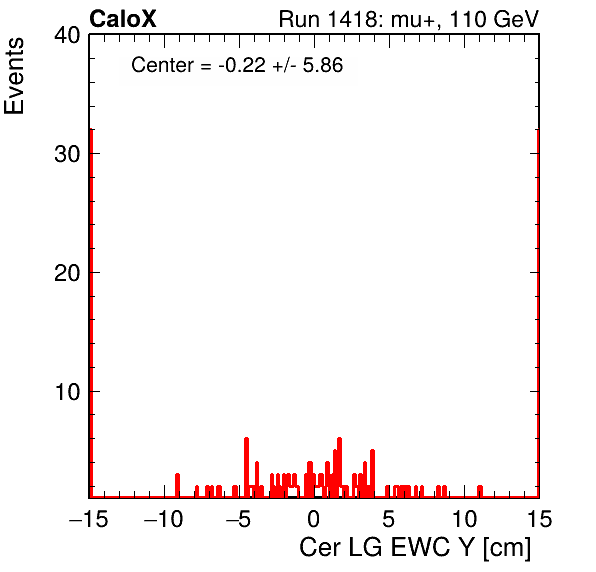 CaloX Run 1418: mu+, 110 GeV
Center = -0.22 +/- 5.86
Events
40
30
20
10
−15 −10 −5 0 5 10 15
Cer LG EWC Y [cm]